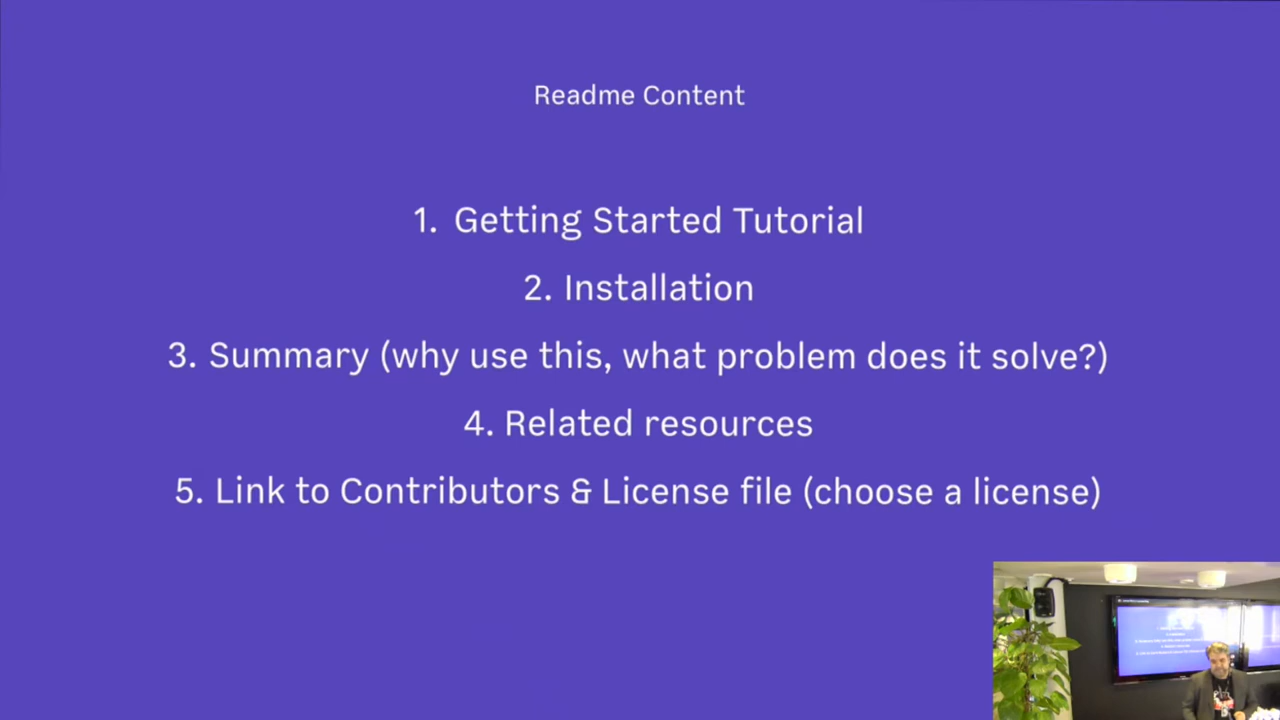 Readme Content
1. Getting Started Tutorial
2. Installation
3. Summary (why use this, what problem does it solve?)
4. Related resources
5. Link to Contributors & License file (choose a license)